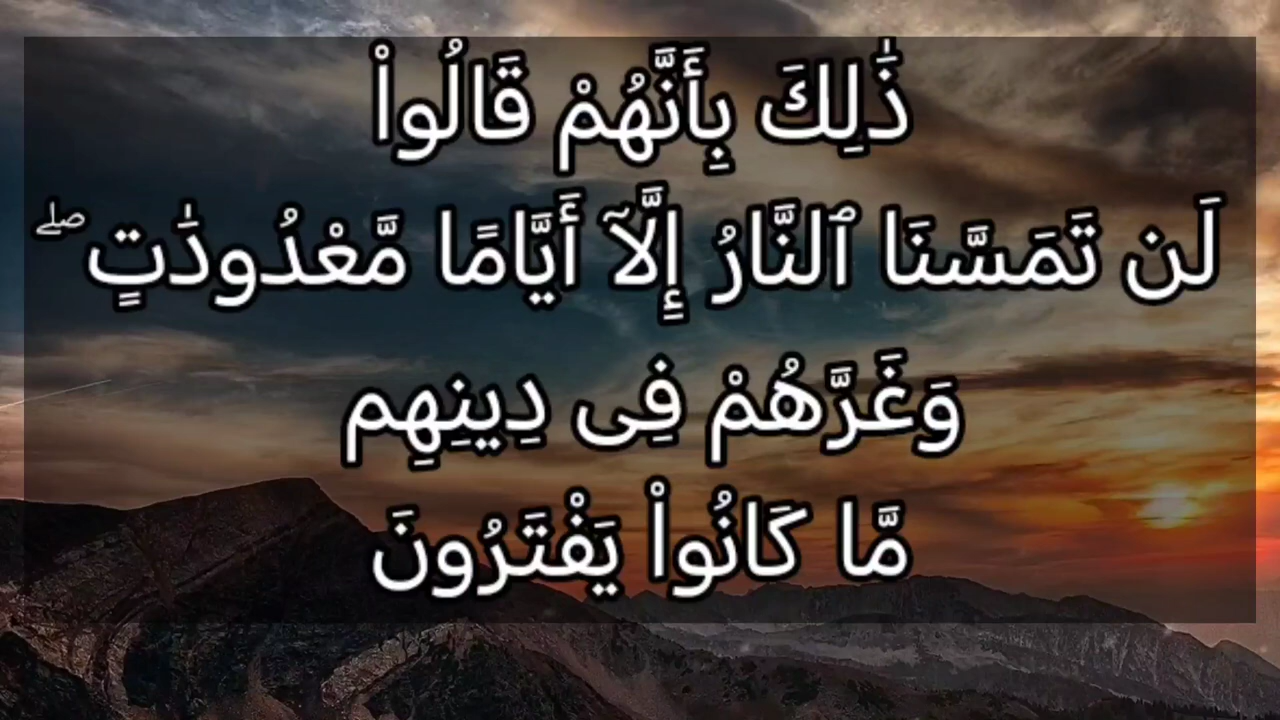 ذَٰلِكَ بِأَنَّهُمْ قَالُوا۟
لَن تَمَسَّنَا ٱلنَّارُ إِلَّآ أَيَّامًا مَّعْدُودَٰتٍ ۖ
وَغَرَّهُمْ فِى دِينِهِم
مَّا كَانُوا۟ يَفْتَرُونَ